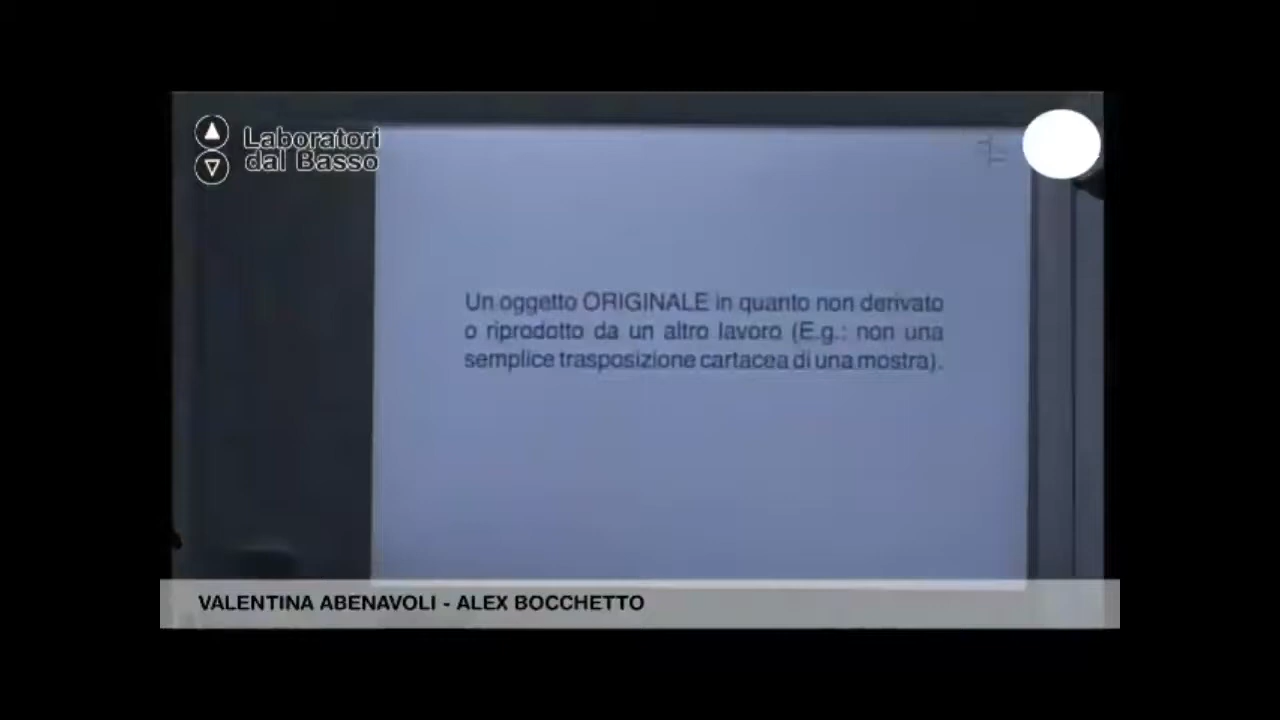 Laboratori
dal Basso
Un oggetto ORIGINALE in quanto non derivato
o riprodotto da un altro lavoro (E.g.: non una
semplice trasposizione cartacea di una mostra).
VALENTINA ABENAVOLI - ALEX BOCCHETTO